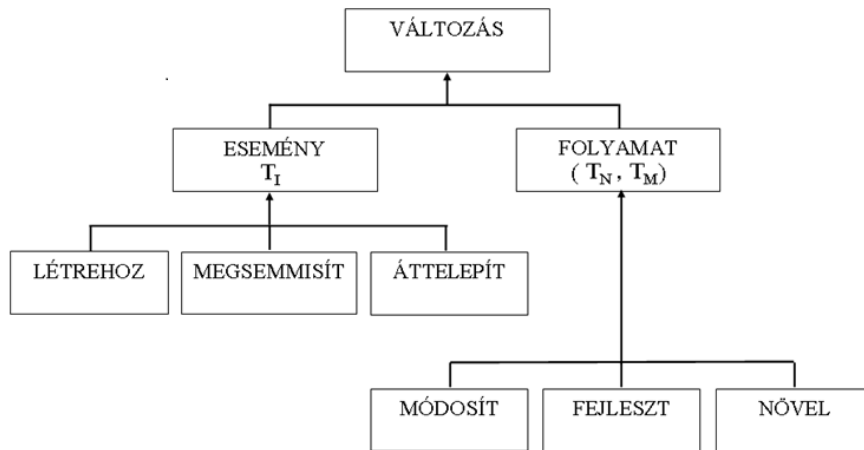 VÁLTOZÁS
ESEMÉNY
T_I
FOLYAMAT
( T_N , T_M)
LÉTREHOZ
MEGSEMMISÍT
ÁTTELEPÍT
MÓDOSÍT
FEJLESZT
NÖVEL